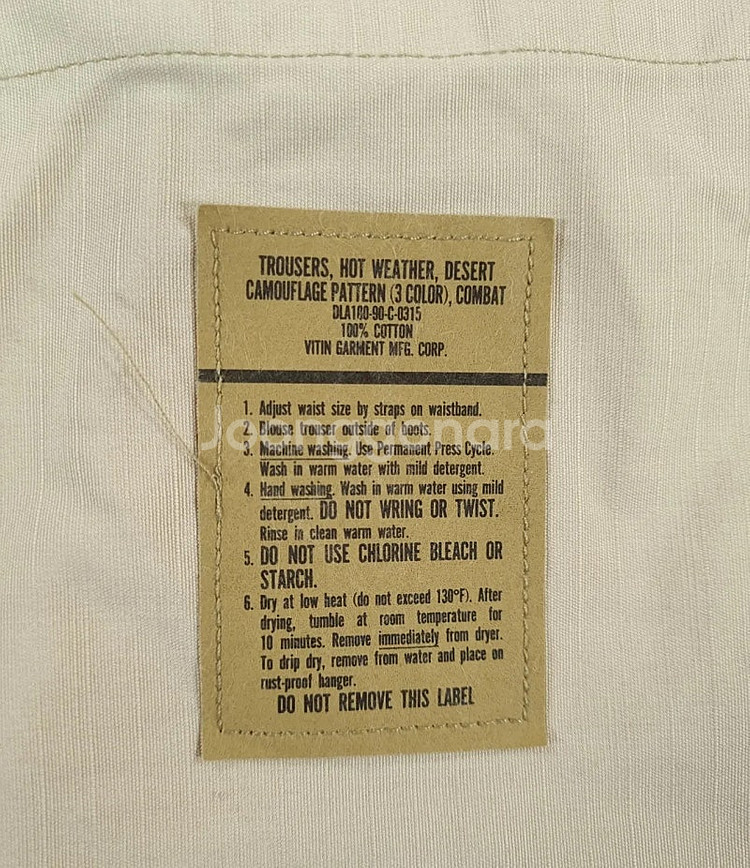 TROUSERS, HOT WEATHER, DESERT
CAMOUFLAGE PATTERN (3 COLOR), COMBAT
DLA100-90-C-0315
100% COTTON
VITIN GARMENT MFG. CORP.
1. Adjust waist size by straps on waistband.
2. Blouse trouser outside of boots.
3. Machine washing. Use Permanent Press Cycle.
Wash in warm water with mild detergent.
4. Hand washing. Wash in warm water using mild
detergent. DO NOT WRING OR TWIST.
Rinse in clean warm water.
5. DO NOT USE CHLORINE BLEACH OR
STARCH.
6. Dry at low heat (do not exceed 130°F). After
drying, tumble at room temperature for
10 minutes. Remove immediately from dryer.
To drip dry, remove from water and place on
rust-proof hanger.
DO NOT REMOVE THIS LABEL
Joonggonara